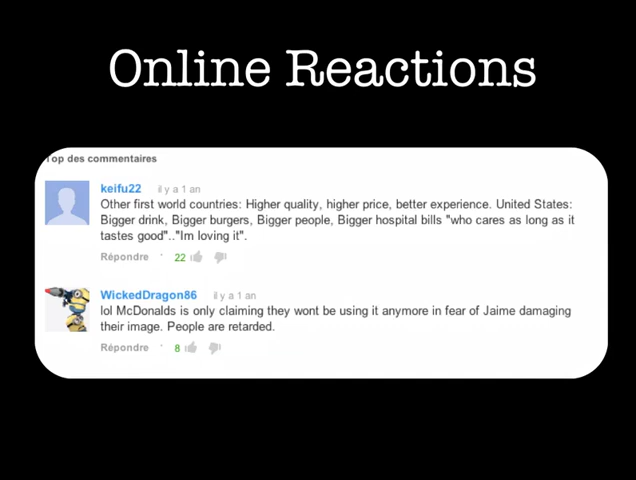 Online Reactions
Top des commentaires
keifu22 il y a 1 an
Other first world countries: Higher quality, higher price, better experience. United States:
Bigger drink, Bigger burgers, Bigger people, Bigger hospital bills "who cares as long as it
tastes good".."Im loving it".
Répondre · 22
WickedDragon86 il y a 1 an
lol McDonalds is only claiming they wont be using it anymore in fear of Jaime damaging
their image. People are retarded.
Répondre · 8